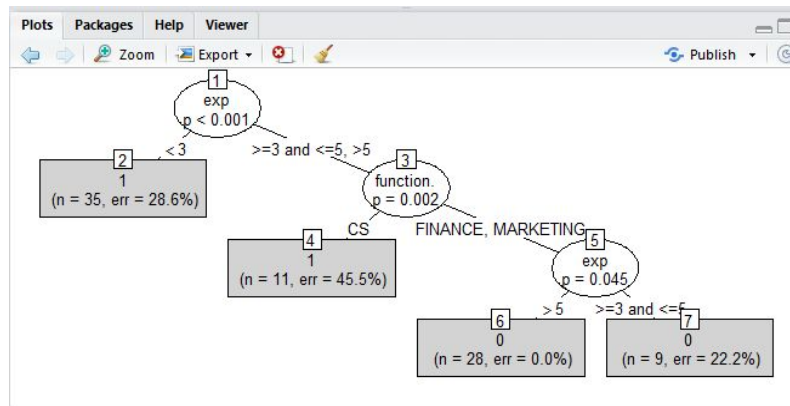 Plots Packages Help Viewer
Zoom Export Publish
1
exp
p < 0.001
< 3
>=3 and <=5, >5
2
1
(n = 35, err = 28.6%)
3
function.
p = 0.002
CS
FINANCE, MARKETING
4
1
(n = 11, err = 45.5%)
5
exp
p = 0.045
> 5
>=3 and <=5
6
0
(n = 28, err = 0.0%)
7
0
(n = 9, err = 22.2%)